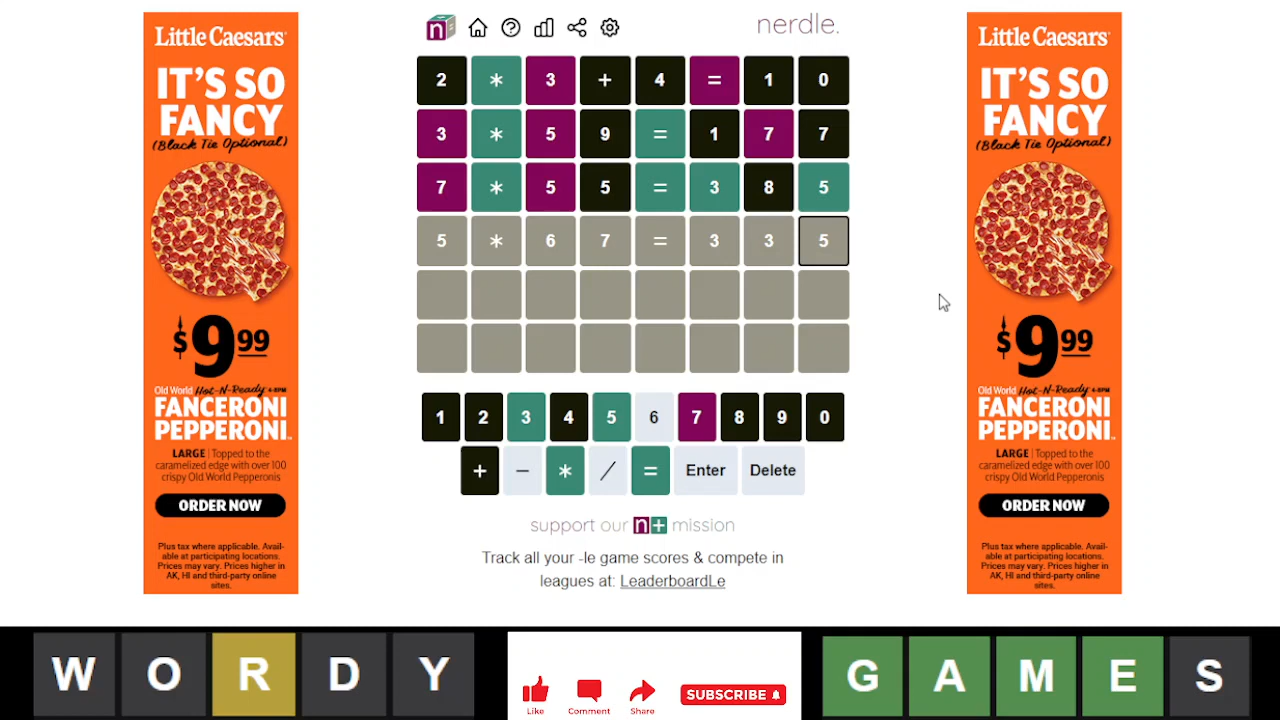 Little Caesars
IT'S SO
FANCY
(Black Tie Optional)
$9 99
Old World Hot-N-Ready 4-8PM
FANCERONI
PEPPERONI
LARGE | Topped to the
caramelized edge with over 100
crispy Old World Pepperonis
ORDER NOW
Plus tax where applicable. Avail-
able at participating locations.
Prices may vary. Prices higher in
AK, HI and third-party online
sites.
n=
nerdle.
2 * 3 + 4 = 1 0
3 * 5 9 = 1 7 7
7 * 5 5 = 3 8 5
5 * 6 7 = 3 3 5
1 2 3 4 5 6 7 8 9 0
+ - * / = Enter Delete
support our n+ mission
Track all your -le game scores & compete in
leagues at: LeaderboardLe
Little Caesars
IT'S SO
FANCY
(Black Tie Optional)
$9 99
Old World Hot-N-Ready 4-8PM
FANCERONI
PEPPERONI
LARGE | Topped to the
caramelized edge with over 100
crispy Old World Pepperonis
ORDER NOW
Plus tax where applicable. Avail-
able at participating locations.
Prices may vary. Prices higher in
AK, HI and third-party online
sites.
W O R D Y
Like Comment Share SUBSCRIBE
G A M E S